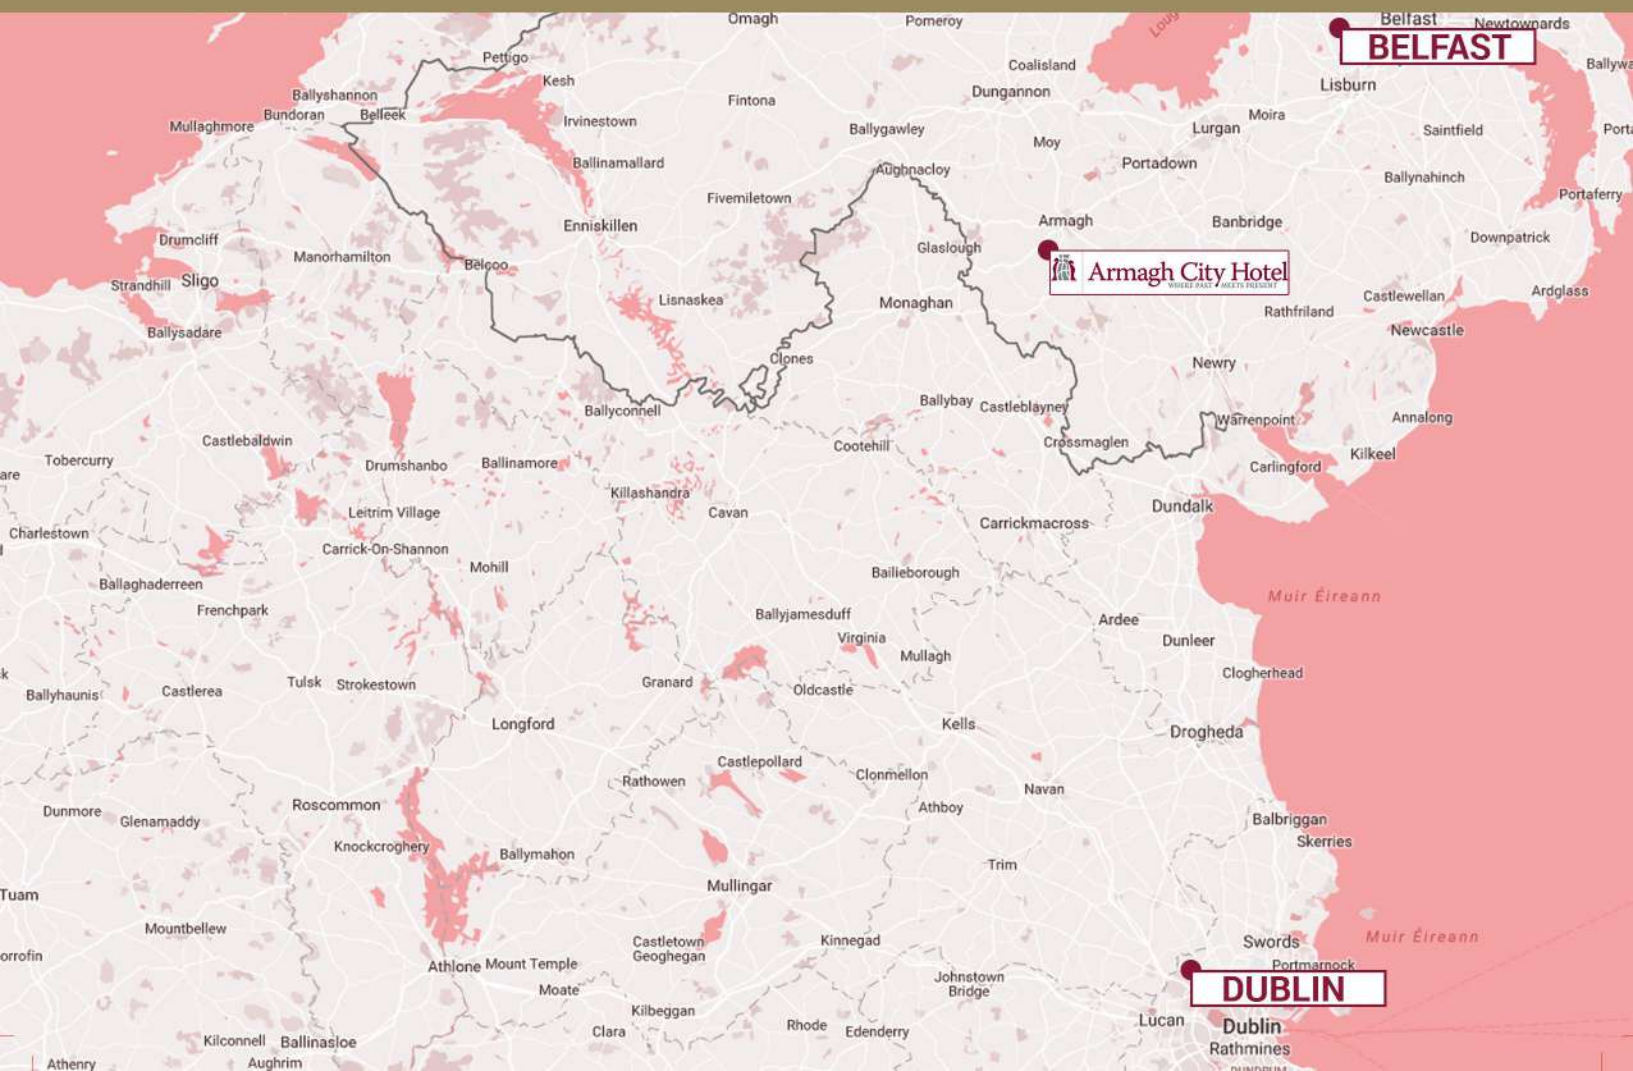 Omagh
Pomeroy
Belfast
Newtownards
BELFAST
Pettigo
Coalisland
Kesh
Lisburn
Ballyshannon
Dungannon
Fintona
Bundoran
Belleek
Moira
Irvinestown
Mullaghmore
Ballygawley
Lurgan
Saintfield
Moy
Ballinamallard
Portadown
Aughnacloy
Ballynahinch
Fivemiletown
Portaferry
Enniskillen
Armagh
Banbridge
Drumcliff
Glaslough
Downpatrick
Manorhamilton
Belcoo
Armagh City Hotel
WHERE PAST MEETS PRESENT
Strandhill
Sligo
Lisnaskea
Monaghan
Castlewellan
Ardglass
Rathfriland
Ballysadare
Newcastle
Clones
Newry
Ballyconnell
Ballybay
Castleblayney
Warrenpoint
Annalong
Castlebaldwin
Cootehill
Crossmaglen
Kilkeel
Tobercurry
Drumshanbo
Ballinamore
Carlingford
Killashandra
Leitrim Village
Cavan
Dundalk
Carrickmacross
Charlestown
Carrick-On-Shannon
Mohill
Bailieborough
Ballaghaderreen
Muir Éireann
Frenchpark
Ballyjamesduff
Ardee
Virginia
Dunleer
Mullagh
Clogherhead
Tulsk
Strokestown
Granard
Oldcastle
Ballyhaunis
Castlerea
Longford
Kells
Drogheda
Castlepollard
Rathowen
Clonmellon
Navan
Roscommon
Athboy
Dunmore
Glenamaddy
Balbriggan
Skerries
Knockcroghery
Ballymahon
Trim
Mullingar
Tuam
Mountbellew
Castletown
Geoghegan
Kinnegad
Swords
Muir Éireann
orrofin
Athlone
Mount Temple
Portmarnock
Johnstown
Bridge
DUBLIN
Moate
Kilbeggan
Lucan
Dublin
Clara
Rhode
Edenderry
Kilconnell
Ballinasloe
Rathmines
Athenry
Aughrim